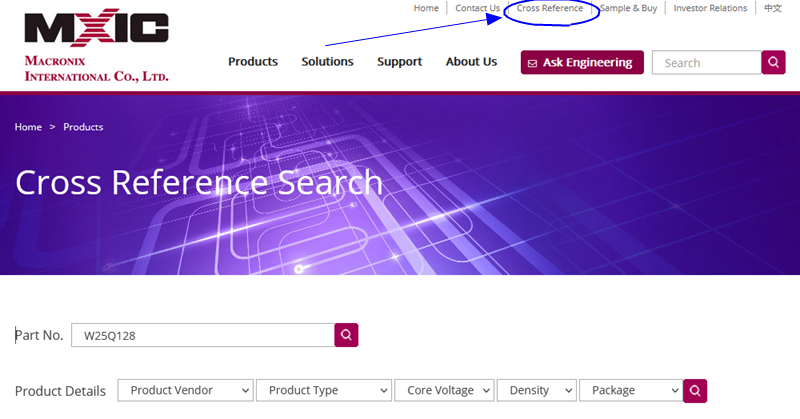 Home Contact Us Cross Reference Sample & Buy Investor Relations 中文
MXIC
MACRONIX
INTERNATIONAL CO., LTD.
Products Solutions Support About Us Ask Engineering Search
Home > Products
Cross Reference Search
Part No. W25Q128
Product Details Product Vendor Product Type Core Voltage Density Package